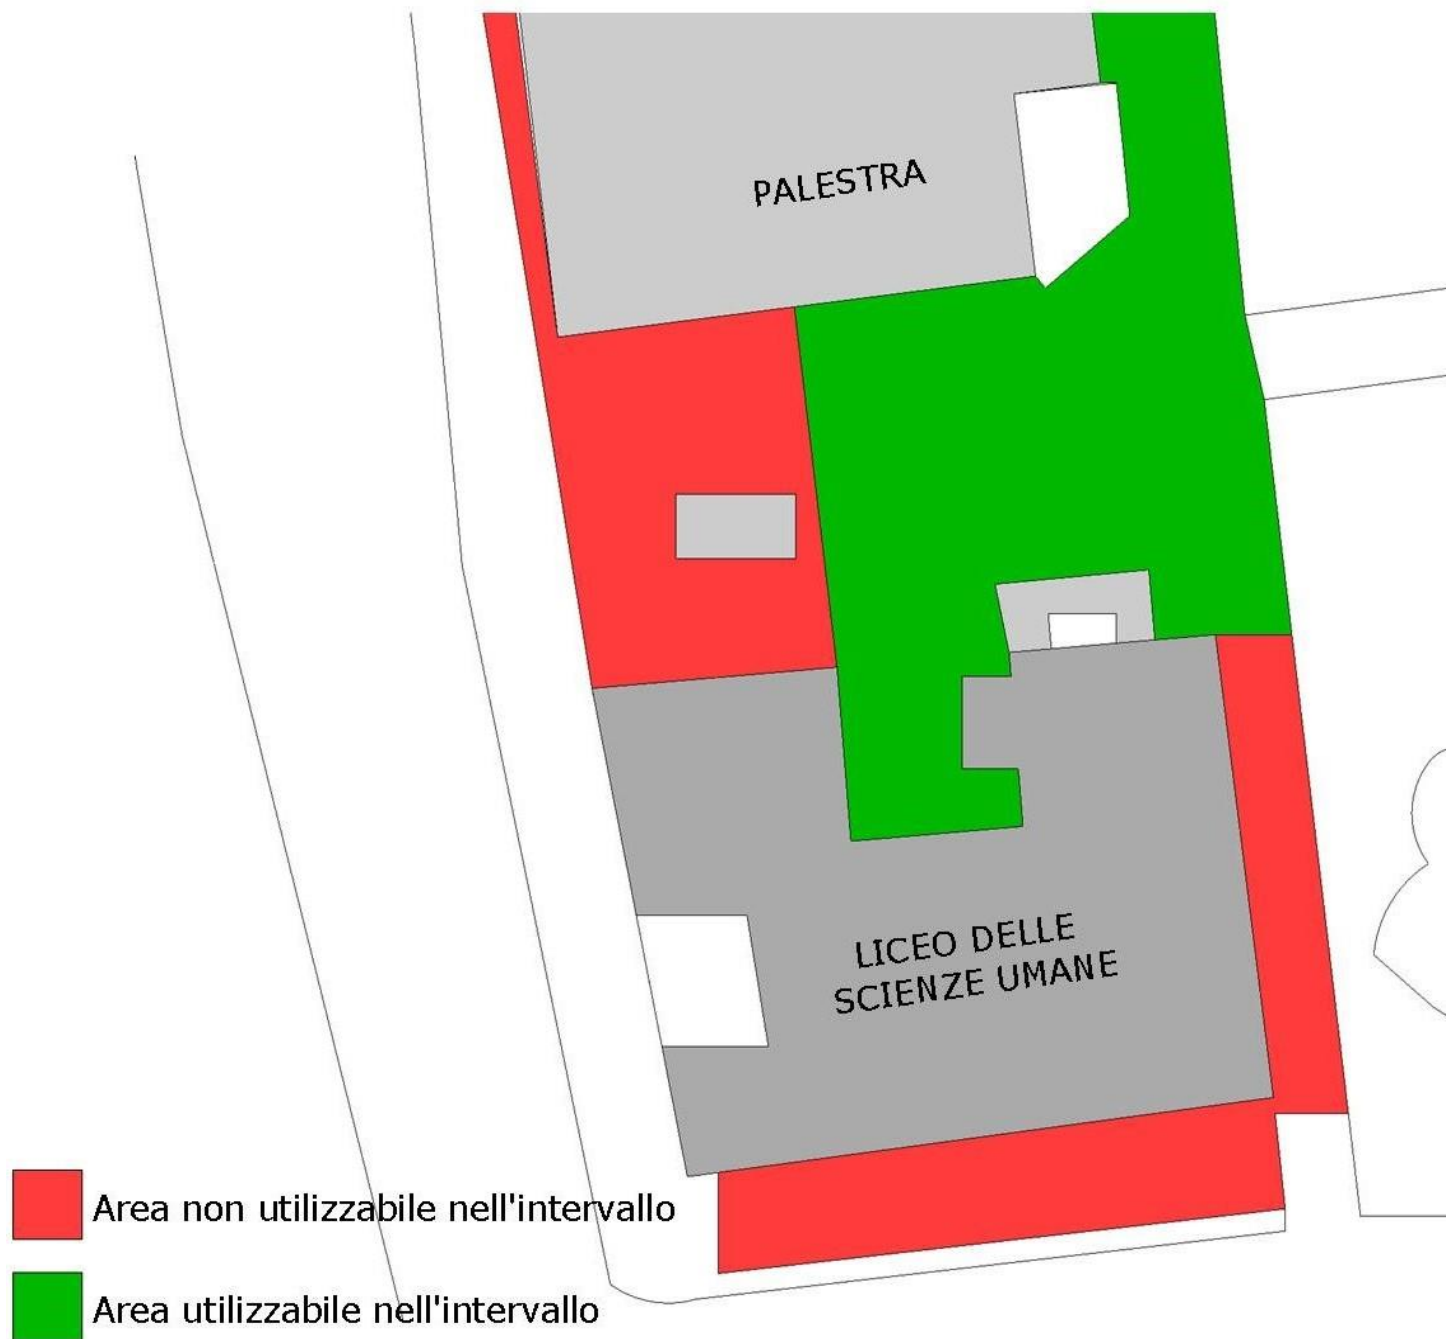 PALESTRA
LICEO DELLE
SCIENZE UMANE
Area non utilizzabile nell'intervallo
Area utilizzabile nell'intervallo